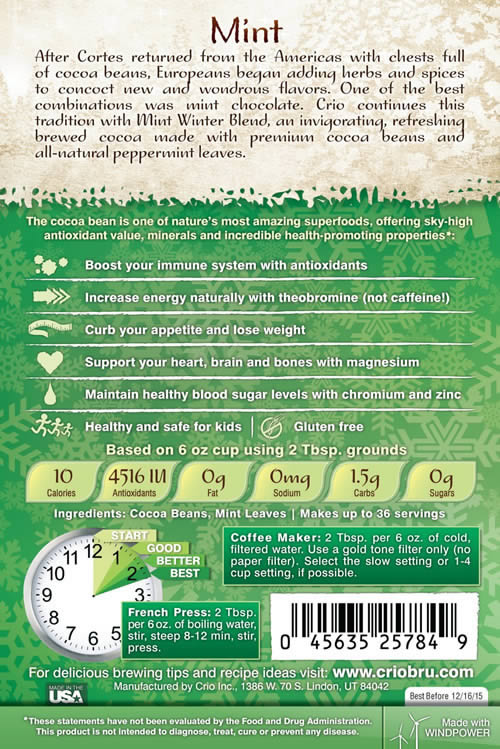 Mint
After Cortes returned from the Americas with chests full
of cocoa beans, Europeans began adding herbs and spices
to concoct new and wondrous flavors. One of the best
combinations was mint chocolate. Crio continues this
tradition with Mint Winter Blend, an invigorating, refreshing
brewed cocoa made with premium cocoa beans and
all-natural peppermint leaves.
The cocoa bean is one of nature's most amazing superfoods, offering sky-high
antioxidant value, minerals and incredible health-promoting properties*:
Boost your immune system with antioxidants
Increase energy naturally with theobromine (not caffeine!)
Curb your appetite and lose weight
Support your heart, brain and bones with magnesium
Maintain healthy blood sugar levels with chromium and zinc
Healthy and safe for kids | Gluten free
Based on 6 oz cup using 2 Tbsp. grounds
10 4516 IU 0g 0mg 1.5g 0g
Calories Antioxidants Fat Sodium Carbs Sugars
Ingredients: Cocoa Beans, Mint Leaves | Makes up to 36 servings
START
GOOD
BETTER
BEST
12 1 2 3 4 5 6 7 8 9 10 11
Coffee Maker: 2 Tbsp. per 6 oz. of cold,
filtered water. Use a gold tone filter only (no
paper filter). Select the slow setting or 1-4
cup setting, if possible.
French Press: 2 Tbsp.
per 6 oz. of boiling water,
stir, steep 8-12 min, stir,
press.
0 45635 25784 9
For delicious brewing tips and recipe ideas visit: www.criobru.com
MADE IN THE
USA
Manufactured by Crio Inc., 1386 W. 70 S. Lindon, UT 84042
Best Before 12/16/15
*These statements have not been evaluated by the Food and Drug Administration.
This product is not intended to diagnose, treat, cure or prevent any disease.
Made with
WINDPOWER